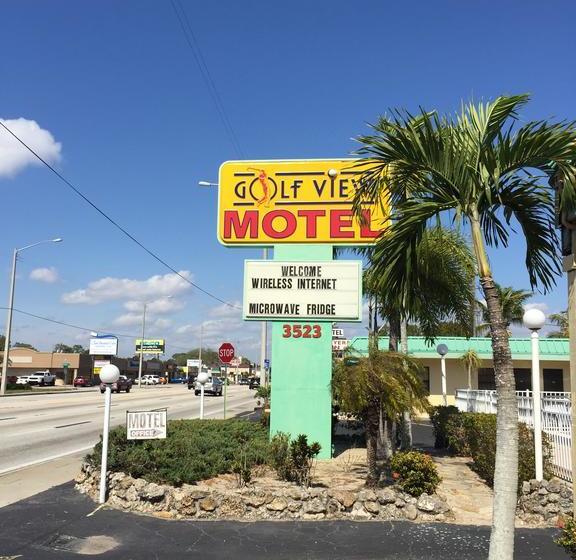 GOLF VIEW
MOTEL
WELCOME
WIRELESS INTERNET
MICROWAVE FRIDGE
3523
STOP
MOTEL
OFFICE